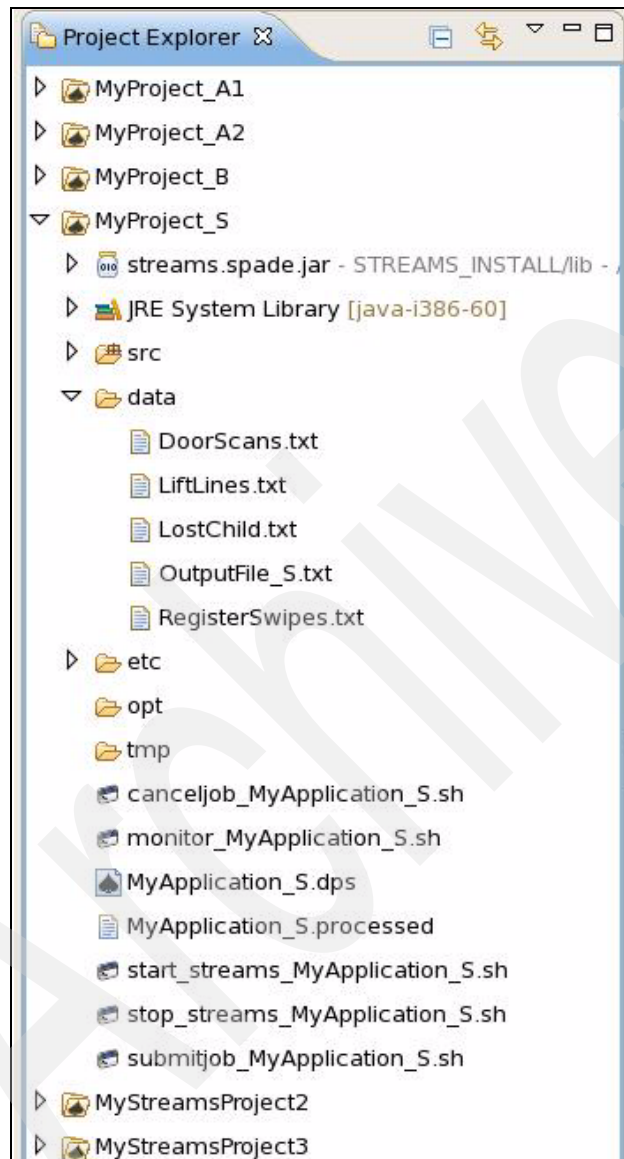 Project Explorer
MyProject_A1
MyProject_A2
MyProject_B
MyProject_S
streams.spade.jar - STREAMS_INSTALL/lib - /
JRE System Library [java-i386-60]
src
data
DoorScans.txt
LiftLines.txt
LostChild.txt
OutputFile_S.txt
RegisterSwipes.txt
etc
opt
tmp
canceljob_MyApplication_S.sh
monitor_MyApplication_S.sh
MyApplication_S.dps
MyApplication_S.processed
start_streams_MyApplication_S.sh
stop_streams_MyApplication_S.sh
submitjob_MyApplication_S.sh
MyStreamsProject2
MyStreamsProject3
Archive